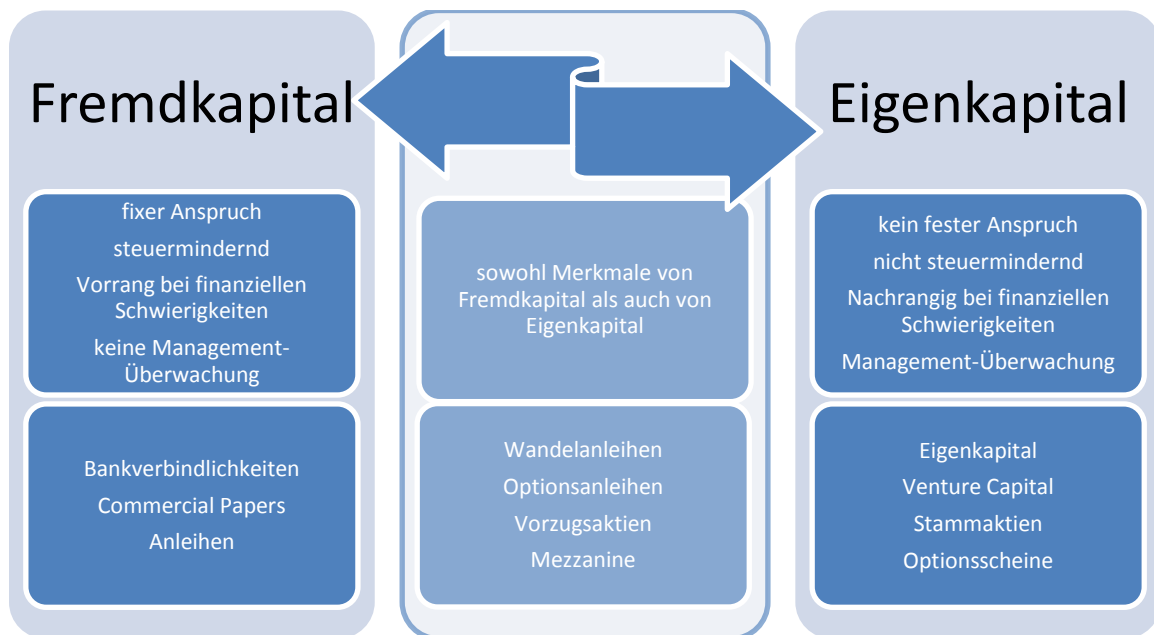 Fremdkapital
fixer Anspruch
steuermindernd
Vorrang bei finanziellen
Schwierigkeiten
keine Management-
Überwachung
Bankverbindlichkeiten
Commercial Papers
Anleihen
sowohl Merkmale von
Fremdkapital als auch von
Eigenkapital
Wandelanleihen
Optionsanleihen
Vorzugsaktien
Mezzanine
Eigenkapital
kein fester Anspruch
nicht steuermindernd
Nachrangig bei finanziellen
Schwierigkeiten
Management-Überwachung
Eigenkapital
Venture Capital
Stammaktien
Optionsscheine